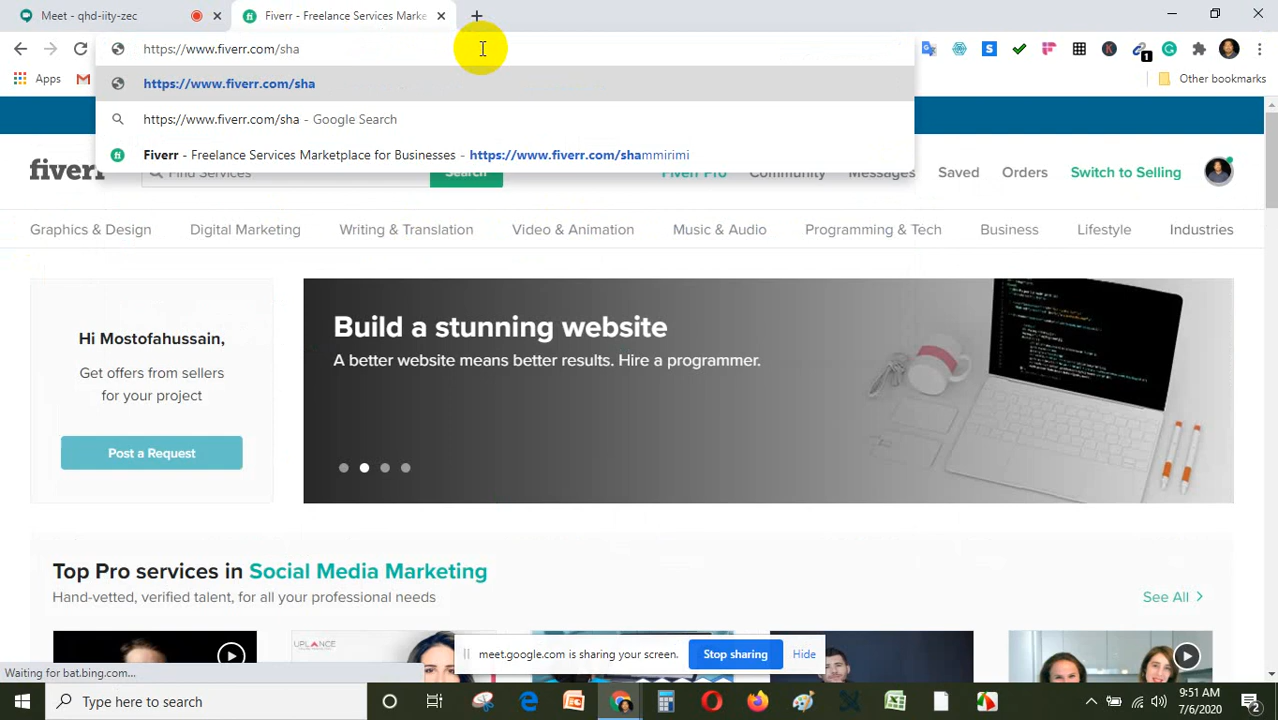 Meet - qhd-iity-zec
Fiverr - Freelance Services Marke
https://www.fiverr.com/sha
1
Apps
Other bookmarks
https://www.fiverr.com/sha
https://www.fiverr.com/sha - Google Search
Fiverr - Freelance Services Marketplace for Businesses - https://www.fiverr.com/shammirimi
fiverr
Find Services
Search
Fiverr Pro
Community
Messages
Saved
Orders
Switch to Selling
Graphics & Design
Digital Marketing
Writing & Translation
Video & Animation
Music & Audio
Programming & Tech
Business
Lifestyle
Industries
Hi Mostofahussain,
Get offers from sellers
for your project
Post a Request
Build a stunning website
A better website means better results. Hire a programmer.
Top Pro services in Social Media Marketing
Hand-vetted, verified talent, for all your professional needs
See All
UPLANCE
meet.google.com is sharing your screen.
Stop sharing
Hide
Waiting for bat.bing.com...
Type here to search
9:51 AM
7/6/2020
2